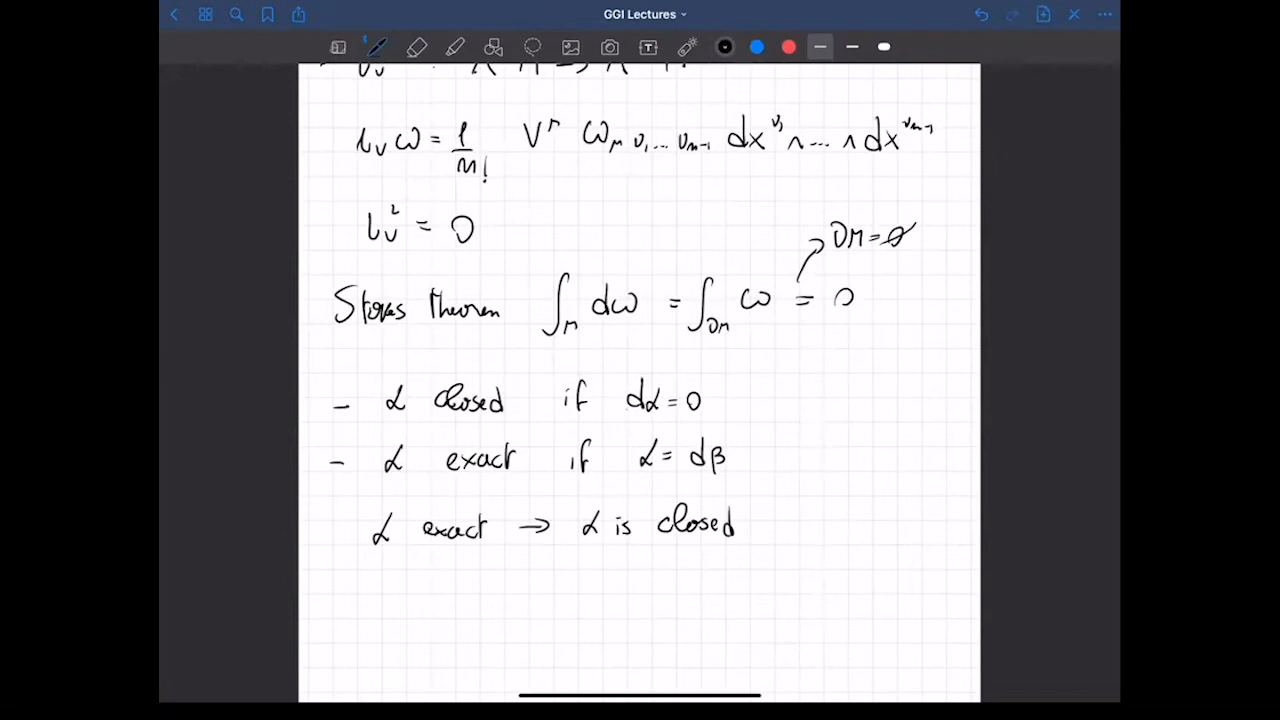 GGI Lectures
ι_V ω = 1/n! V^μ ω_{μ ν_1 ... ν_{n-1}} dx^{ν_1} ∧ ... ∧ dx^{ν_{n-1}}
ι_V^2 = 0
∂M = ∅
Stokes theorem ∫_M dω = ∫_{∂M} ω = 0
- α closed if dα = 0
- α exact if α = dβ
α exact → α is closed